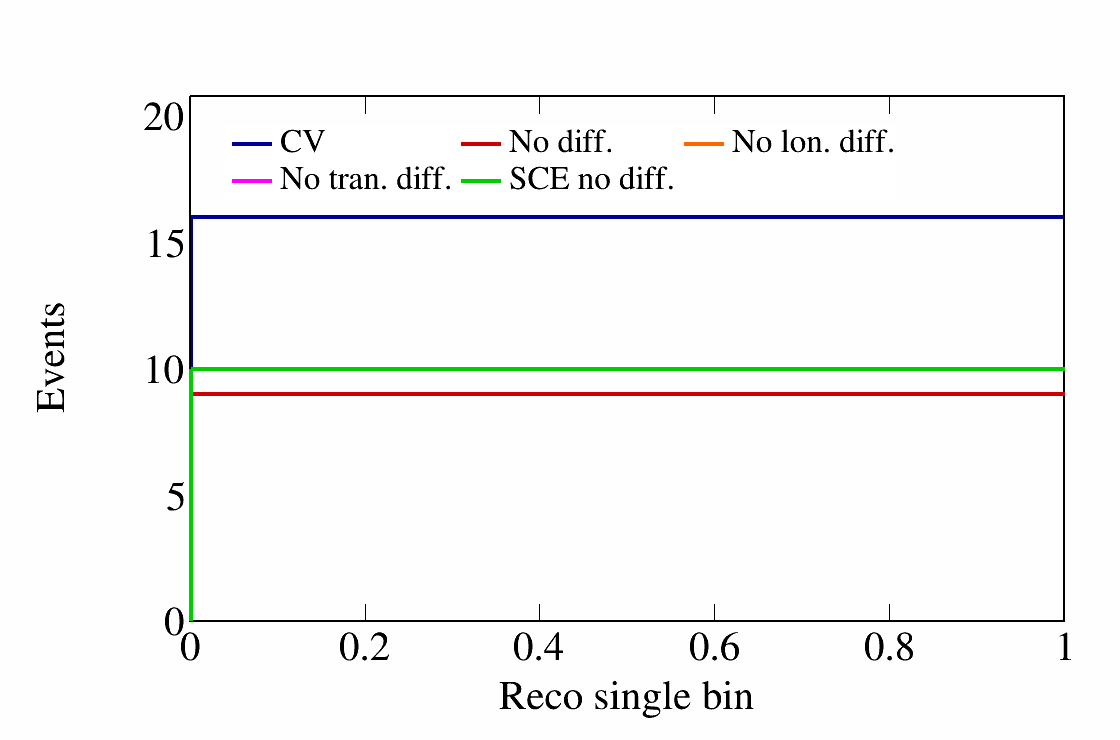 20
CV No diff. No lon. diff.
No tran. diff. SCE no diff.
15
10
5
0
Events
0 0.2 0.4 0.6 0.8 1
Reco single bin